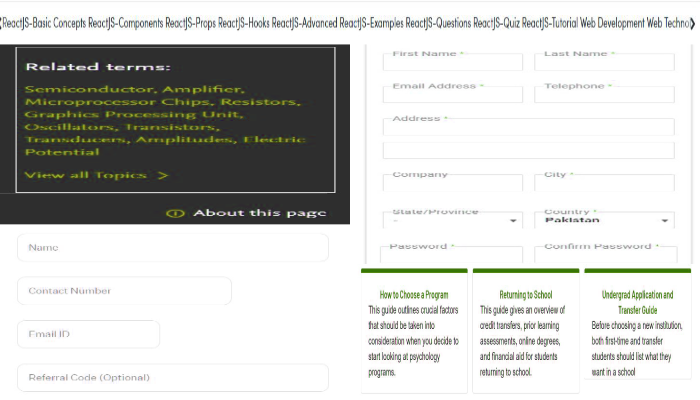 ReactJS-Basic Concepts ReactJS-Components ReactJS-Props ReactJS-Hooks ReactJS-Advanced ReactJS-Examples ReactJS-Questions ReactJS-Quiz ReactJS-Tutorial Web Development Web Techno
Related terms:
Semiconductor, Amplifier,
Microprocessor Chips, Resistors,
Graphics Processing Unit,
Oscillators, Transistors,
Transducers, Amplitudes, Electric
Potential
View all Topics >
About this page
First Name * Last Name *
Email Address * Telephone *
Address *
Company City *
State/Province Country *
- Pakistan
Password * Confirm Password *
Name
Contact Number
Email ID
Referral Code (Optional)
How to Choose a Program
This guide outlines crucial factors
that should be taken into
consideration when you decide to
start looking at psychology
programs.
Returning to School
This guide gives an overview of
credit transfers, prior learning
assessments, online degrees,
and financial aid for students
returning to school.
Undergrad Application and
Transfer Guide
Before choosing a new institution,
both first-time and transfer
students should list what they
want in a school